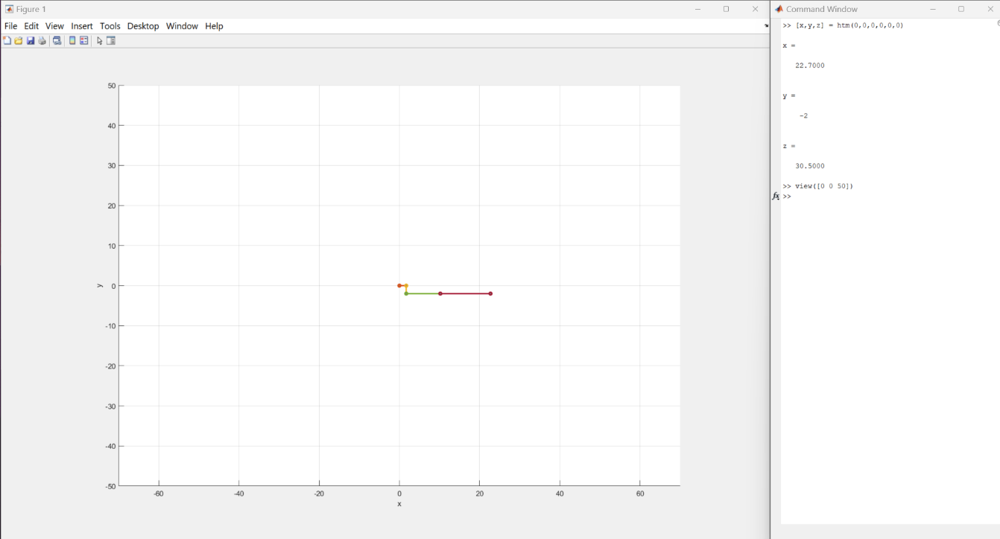 Figure 1
File Edit View Insert Tools Desktop Window Help
50
40
30
20
10
0
-10
-20
-30
-40
-50
y
-60 -40 -20 0 20 40 60
x
Command Window
>> [x,y,z] = htm(0,0,0,0,0,0)
x =
22.7000
y =
-2
z =
30.5000
>> view([0 0 50])
fx >>